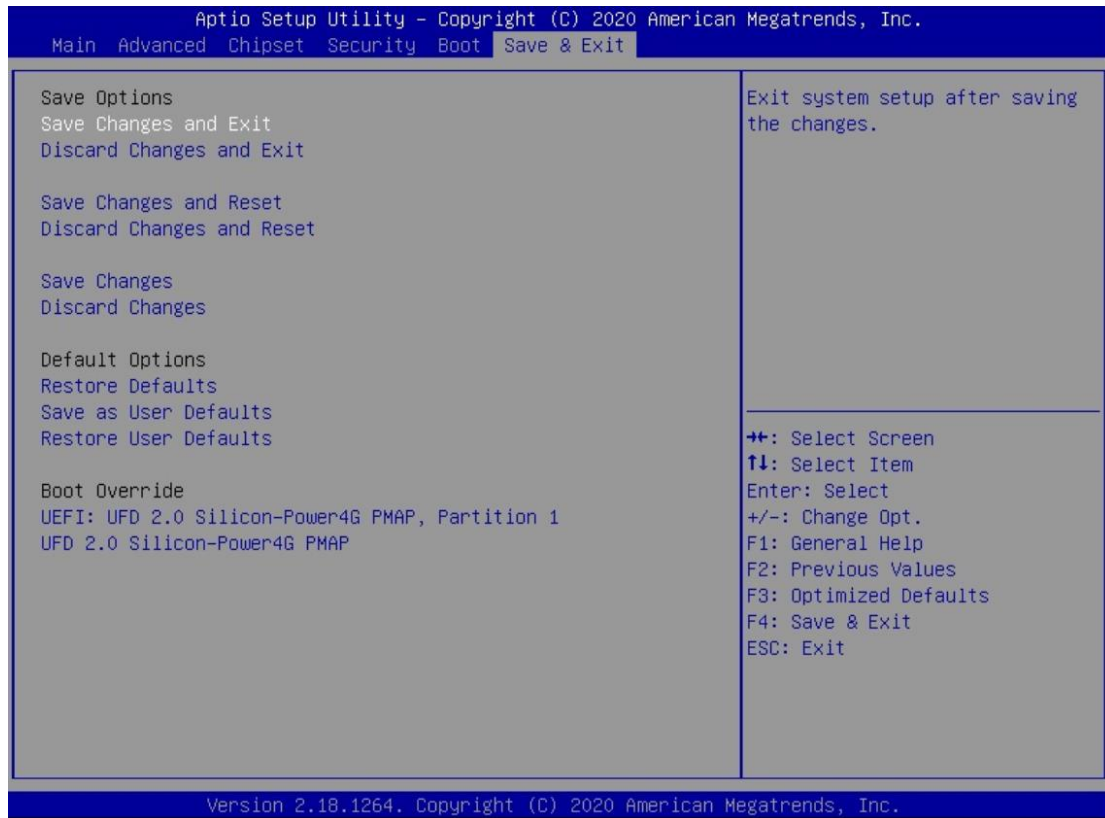 Aptio Setup Utility – Copyright (C) 2020 American Megatrends, Inc.
Main Advanced Chipset Security Boot Save & Exit
Save Options
Save Changes and Exit
Discard Changes and Exit
Save Changes and Reset
Discard Changes and Reset
Save Changes
Discard Changes
Default Options
Restore Defaults
Save as User Defaults
Restore User Defaults
Boot Override
UEFI: UFD 2.0 Silicon-Power4G PMAP, Partition 1
UFD 2.0 Silicon-Power4G PMAP
Exit system setup after saving
the changes.
→←: Select Screen
↑↓: Select Item
Enter: Select
+/-: Change Opt.
F1: General Help
F2: Previous Values
F3: Optimized Defaults
F4: Save & Exit
ESC: Exit
Version 2.18.1264. Copyright (C) 2020 American Megatrends, Inc.